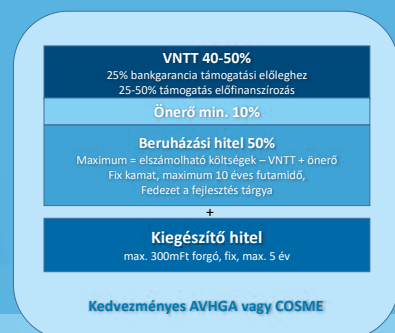 VNTT 40-50%
25% bankgarancia támogatási előleghez
25-50% támogatás előfinanszírozás
Önerő min. 10%
Beruházási hitel 50%
Maximum = elszámolható költségek – VNTT + önerő
Fix kamat, maximum 10 éves futamidő,
Fedezet a fejlesztés tárgya
+
Kiegészítő hitel
max. 300mFt forgó, fix, max. 5 év
Kedvezményes AVHGA vagy COSME